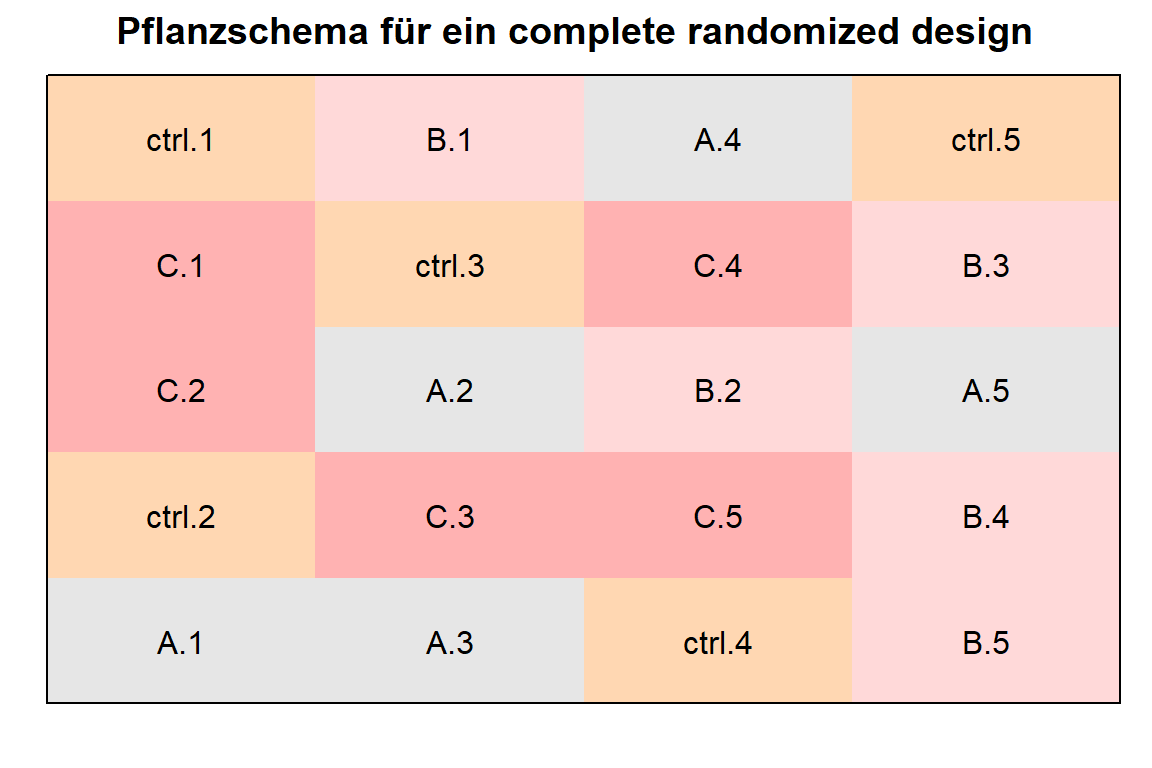 Pflanzschema für ein complete randomized design
ctrl.1 B.1 A.4 ctrl.5
C.1 ctrl.3 C.4 B.3
C.2 A.2 B.2 A.5
ctrl.2 C.3 C.5 B.4
A.1 A.3 ctrl.4 B.5